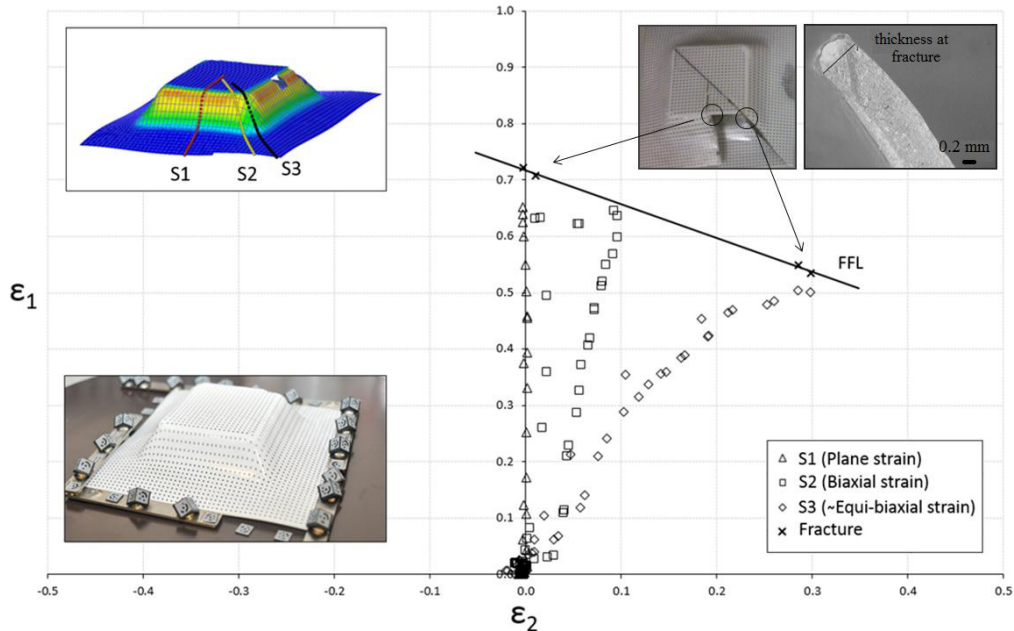 1.0
0.9
0.8
0.7
0.6
0.5
0.4
0.3
0.2
0.1
0.0
ε1
S1
S2
S3
thickness at
fracture
0.2 mm
FFL
S1 (Plane strain)
S2 (Biaxial strain)
S3 (~Equi-biaxial strain)
Fracture
-0.5 -0.4 -0.3 -0.2 -0.1 0.0 0.1 0.2 0.3 0.4 0.5
ε2